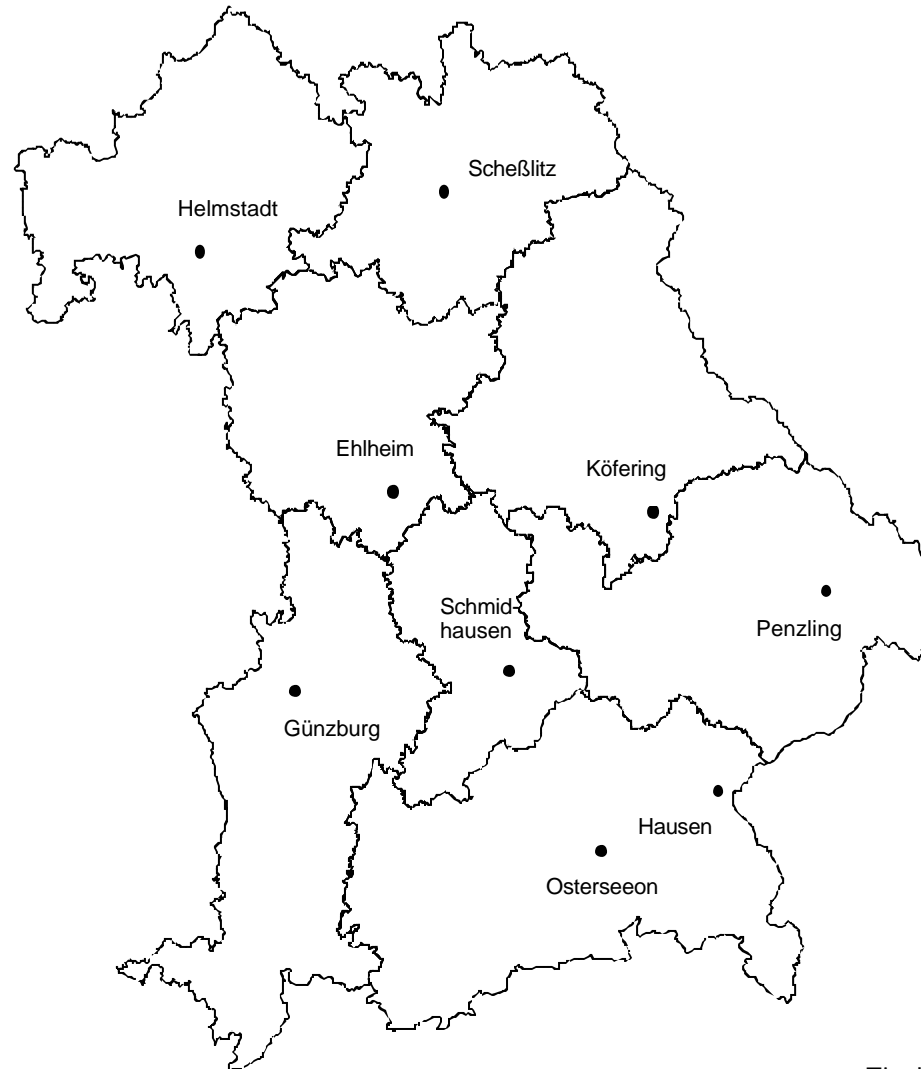 Scheßlitz
Helmstadt
Ehlheim
Köfering
Schmid-
hausen
Penzling
Günzburg
Hausen
Osterseeon